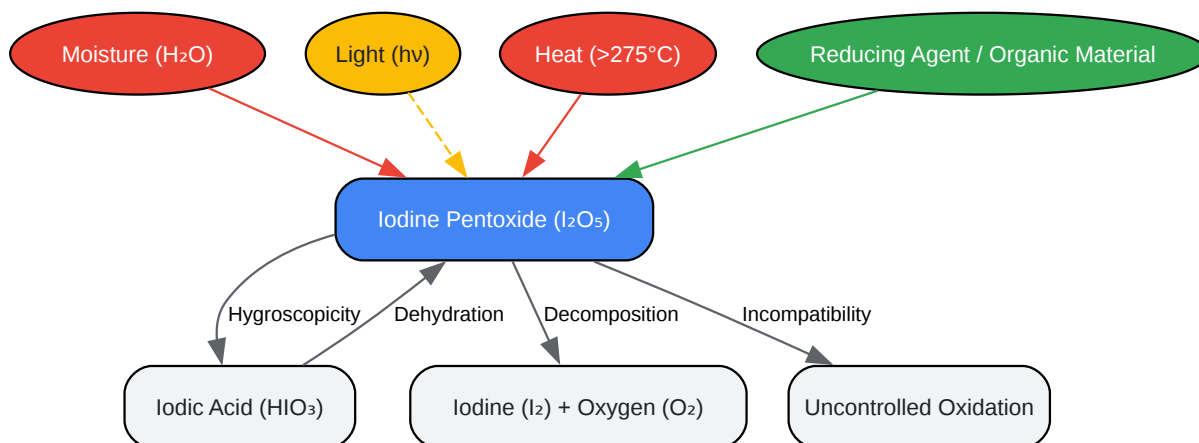 Moisture (H₂O)
Light (hν)
Heat (>275°C)
Reducing Agent / Organic Material
Iodine Pentoxide (I₂O₅)
Hygroscopicity
Dehydration
Decomposition
Incompatibility
Iodic Acid (HIO₃)
Iodine (I₂) + Oxygen (O₂)
Uncontrolled Oxidation